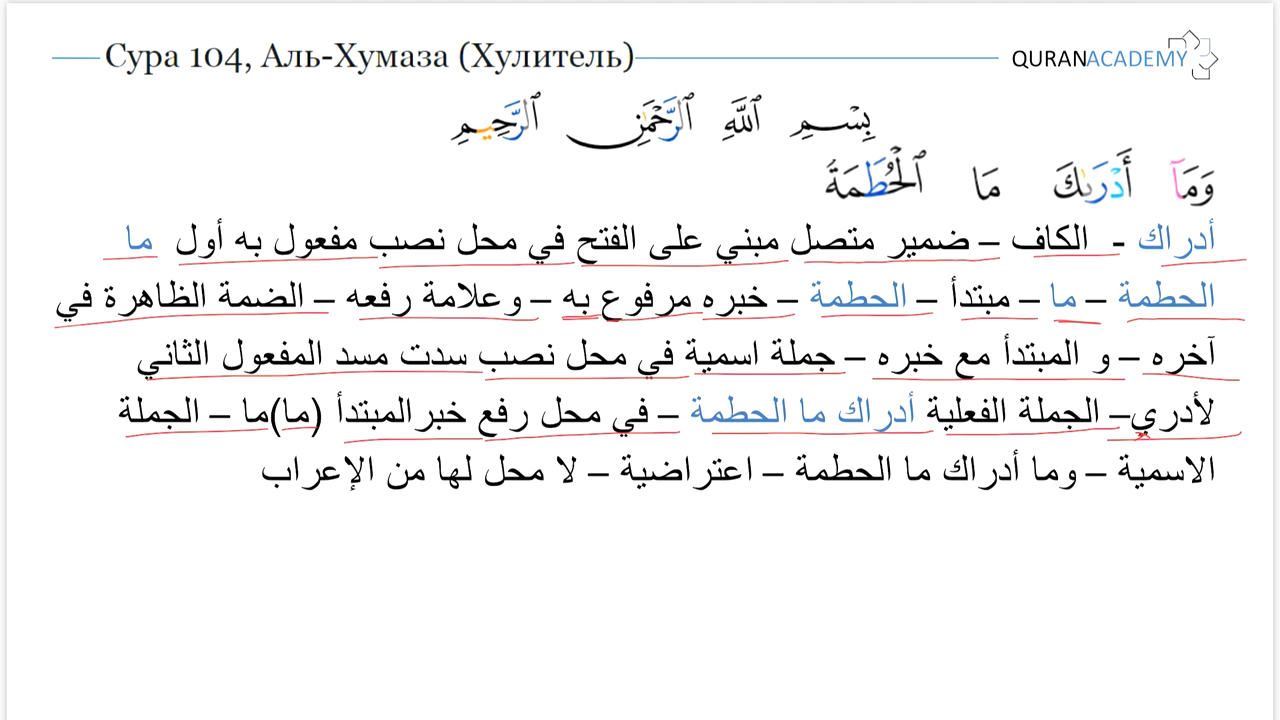 Сура 104, Аль-Хумаза (Хулитель)
QURANACADEMY
بِسْمِ ٱللَّهِ ٱلرَّحْمَٰنِ ٱلرَّحِيمِ
وَمَآ أَدْرَىٰكَ مَا ٱلْحُطَمَةُ
أدراك - الكاف – ضمير متصل مبني على الفتح في محل نصب مفعول به أول ما
الحطمة – ما – مبتدأ – الحطمة – خبره مرفوع به – وعلامة رفعه – الضمة الظاهرة في
آخره – و المبتدأ مع خبره – جملة اسمية في محل نصب سدت مسد المفعول الثاني
لأدري– الجملة الفعلية أدراك ما الحطمة – في محل رفع خبرالمبتدأ (ما)ما – الجملة
الاسمية – وما أدراك ما الحطمة – اعتراضية – لا محل لها من الإعراب